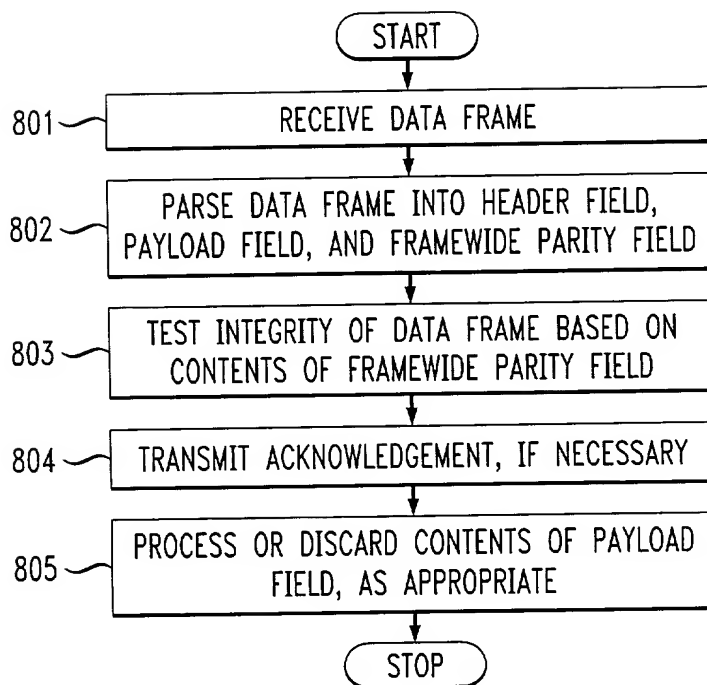 START
801
RECEIVE DATA FRAME
802
PARSE DATA FRAME INTO HEADER FIELD,
PAYLOAD FIELD, AND FRAMEWIDE PARITY FIELD
803
TEST INTEGRITY OF DATA FRAME BASED ON
CONTENTS OF FRAMEWIDE PARITY FIELD
804
TRANSMIT ACKNOWLEDGEMENT, IF NECESSARY
805
PROCESS OR DISCARD CONTENTS OF PAYLOAD
FIELD, AS APPROPRIATE
STOP